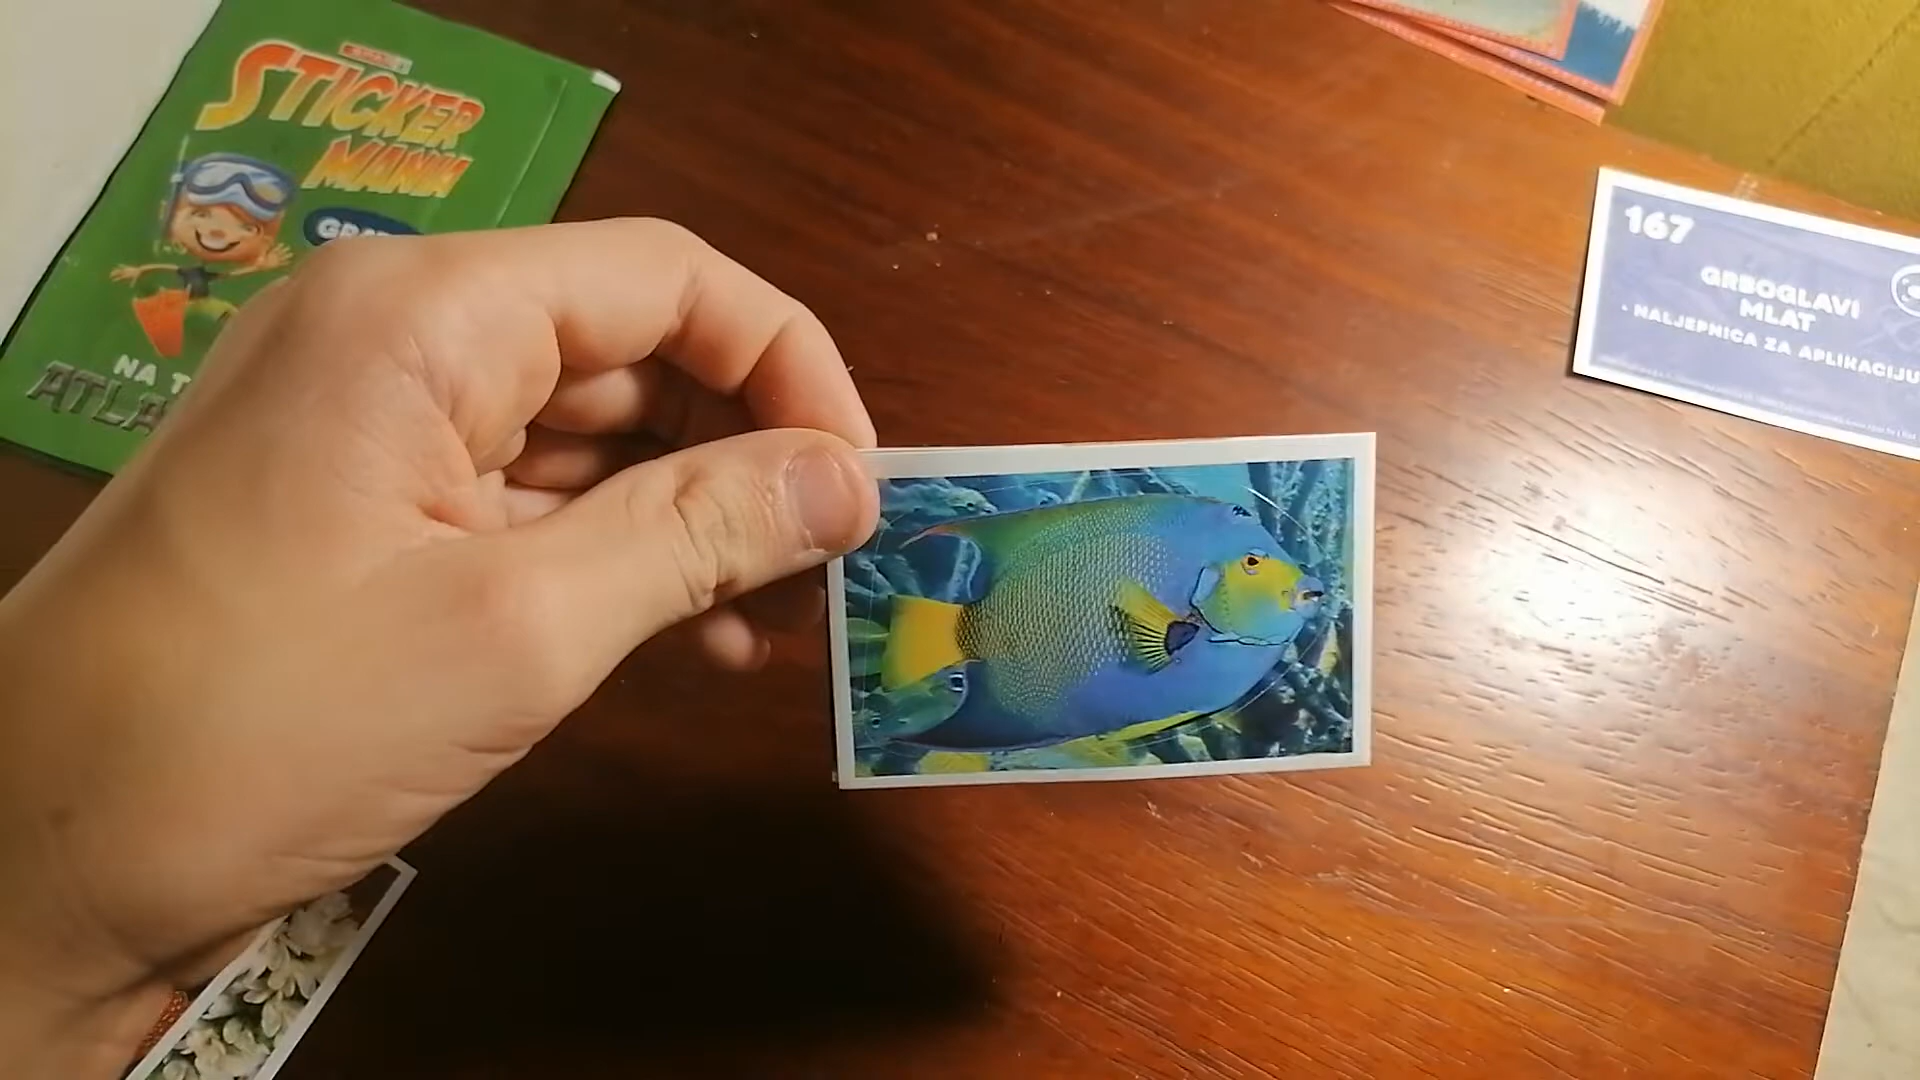 STICKER
MANIA
NA T
ATLA
167
GRBOGLAVI
MLAT
• NALJEPNICA ZA APLIKACIJU